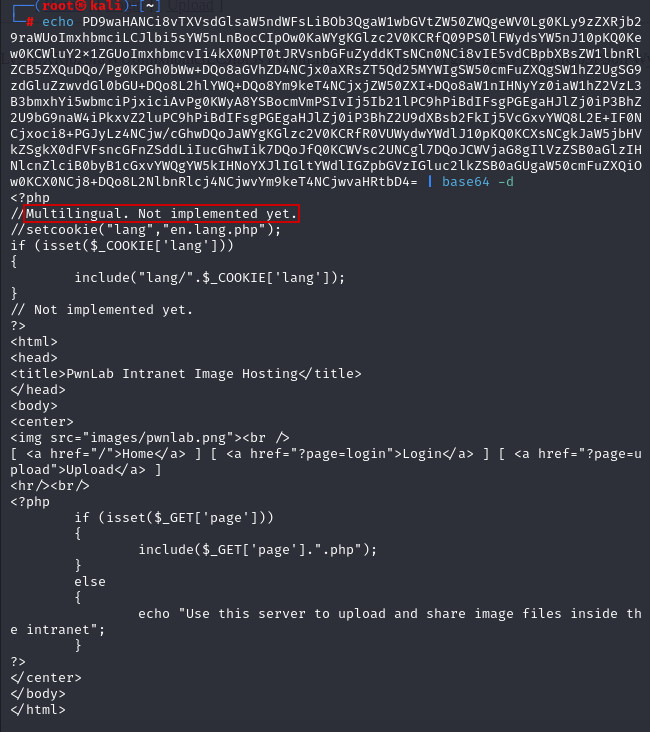 ┌──(root㉿kali)-[~] Upload ]
└─# echo PD9waHANCi8vTXVsdGlsaW5ndWFsLiBOb3QgaW1wbGVtZW50ZWQgeWV0Lg0KLy9zZXRjb2
9raWUoImxhbmciLCJlbi5sYW5nLnBocCIpOw0KaWYgKGlzc2V0KCRfQ09PS0lFWydsYW5nJ10pKQ0Ke
w0KCWluY2x1ZGUoImxhbmcvIi4kX0NPT0tJRVsnbGFuZyddKTsNCn0NCi8vIE5vdCBpbXBsZW1lbnRl
ZCB5ZXQuDQo/Pg0KPGh0bWw+DQo8aGVhZD4NCjx0aXRsZT5Qd25MYWIgSW50cmFuZXQgSW1hZ2UgSG9
zdGluZzwvdGl0bGU+DQo8L2hlYWQ+DQo8Ym9keT4NCjxjZW50ZXI+DQo8aW1nIHNyYz0iaW1hZ2VzL3
B3bmxhYi5wbmciPjxiciAvPg0KWyA8YSBocmVmPSIvIj5Ib21lPC9hPiBdIFsgPGEgaHJlZj0iP3BhZ
2U9bG9naW4iPkxvZ2luPC9hPiBdIFsgPGEgaHJlZj0iP3BhZ2U9dXBsb2FkIj5VcGxvYWQ8L2E+IF0N
Cjxoci8+PGJyLz4NCjw/cGhwDQoJaWYgKGlzc2V0KCRfR0VUWydwYWdlJ10pKQ0KCXsNCgkJaW5jbHV
kZSgkX0dFVFsncGFnZSddLiIucGhwIik7DQoJfQ0KCWVsc2UNCgl7DQoJCWVjaG8gIlVzZSB0aGlzIH
NlcnZlciB0byB1cGxvYWQgYW5kIHNoYXJlIGltYWdlIGZpbGVzIGluc2lkZSB0aGUgaW50cmFuZXQiO
w0KCX0NCj8+DQo8L2NlbnRlcj4NCjwvYm9keT4NCjwvaHRtbD4= | base64 -d
<?php
//Multilingual. Not implemented yet.
//setcookie("lang","en.lang.php");
if (isset($_COOKIE['lang']))
{
        include("lang/".$_COOKIE['lang']);
}
// Not implemented yet.
?>
<html>
<head>
<title>PwnLab Intranet Image Hosting</title>
</head>
<body>
<center>
<img src="images/pwnlab.png"><br />
[ <a href="/">Home</a> ] [ <a href="?page=login">Login</a> ] [ <a href="?page=u
pload">Upload</a> ]
<hr/><br/>
<?php
        if (isset($_GET['page']))
        {
                include($_GET['page'].".php");
        }
        else
        {
                echo "Use this server to upload and share image files inside th
e intranet";
        }
?>
</center>
</body>
</html>